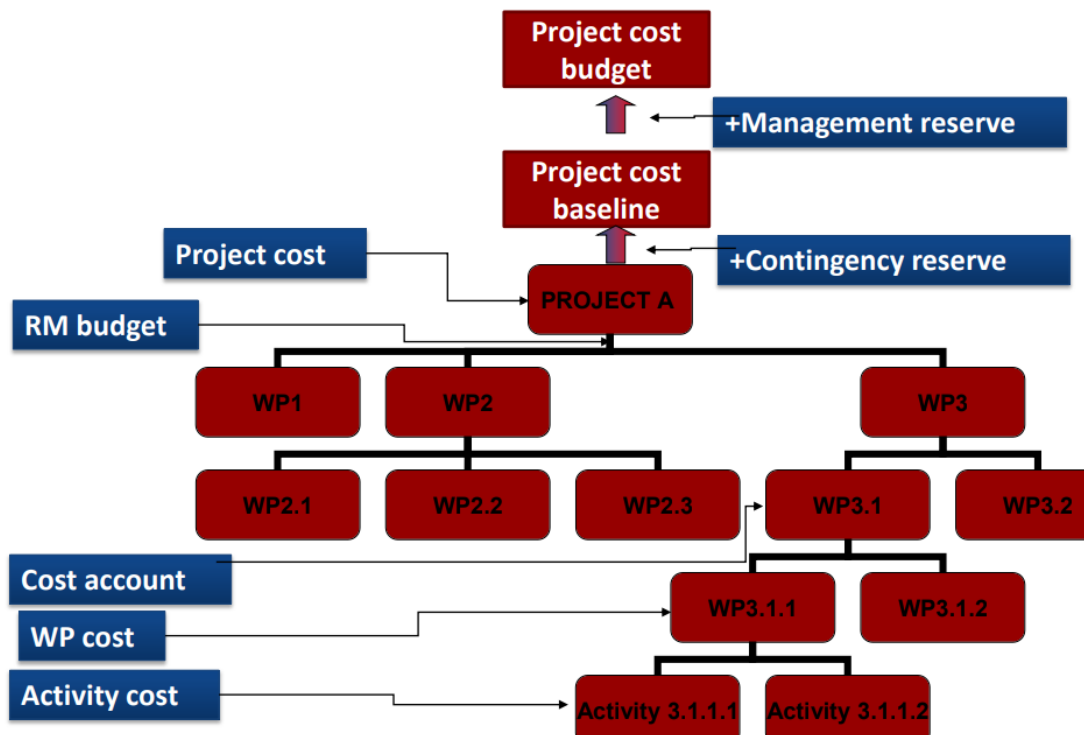 Project cost
budget
+Management reserve
Project cost
baseline
Project cost
+Contingency reserve
PROJECT A
RM budget
WP1
WP2
WP3
WP2.1
WP2.2
WP2.3
WP3.1
WP3.2
Cost account
WP3.1.1
WP3.1.2
WP cost
Activity cost
Activity 3.1.1.1
Activity 3.1.1.2